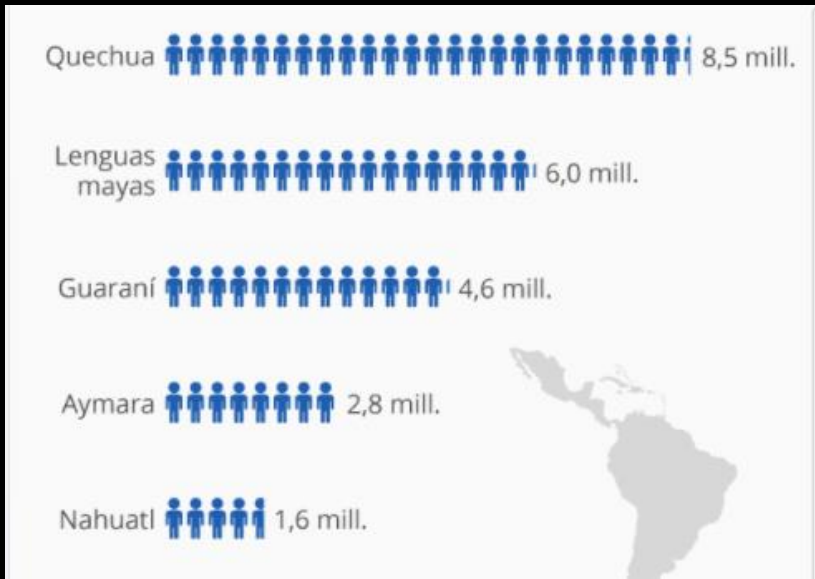 Quechua 8,5 mill.
Lenguas
mayas 6,0 mill.
Guaraní 4,6 mill.
Aymara 2,8 mill.
Nahuatl 1,6 mill.